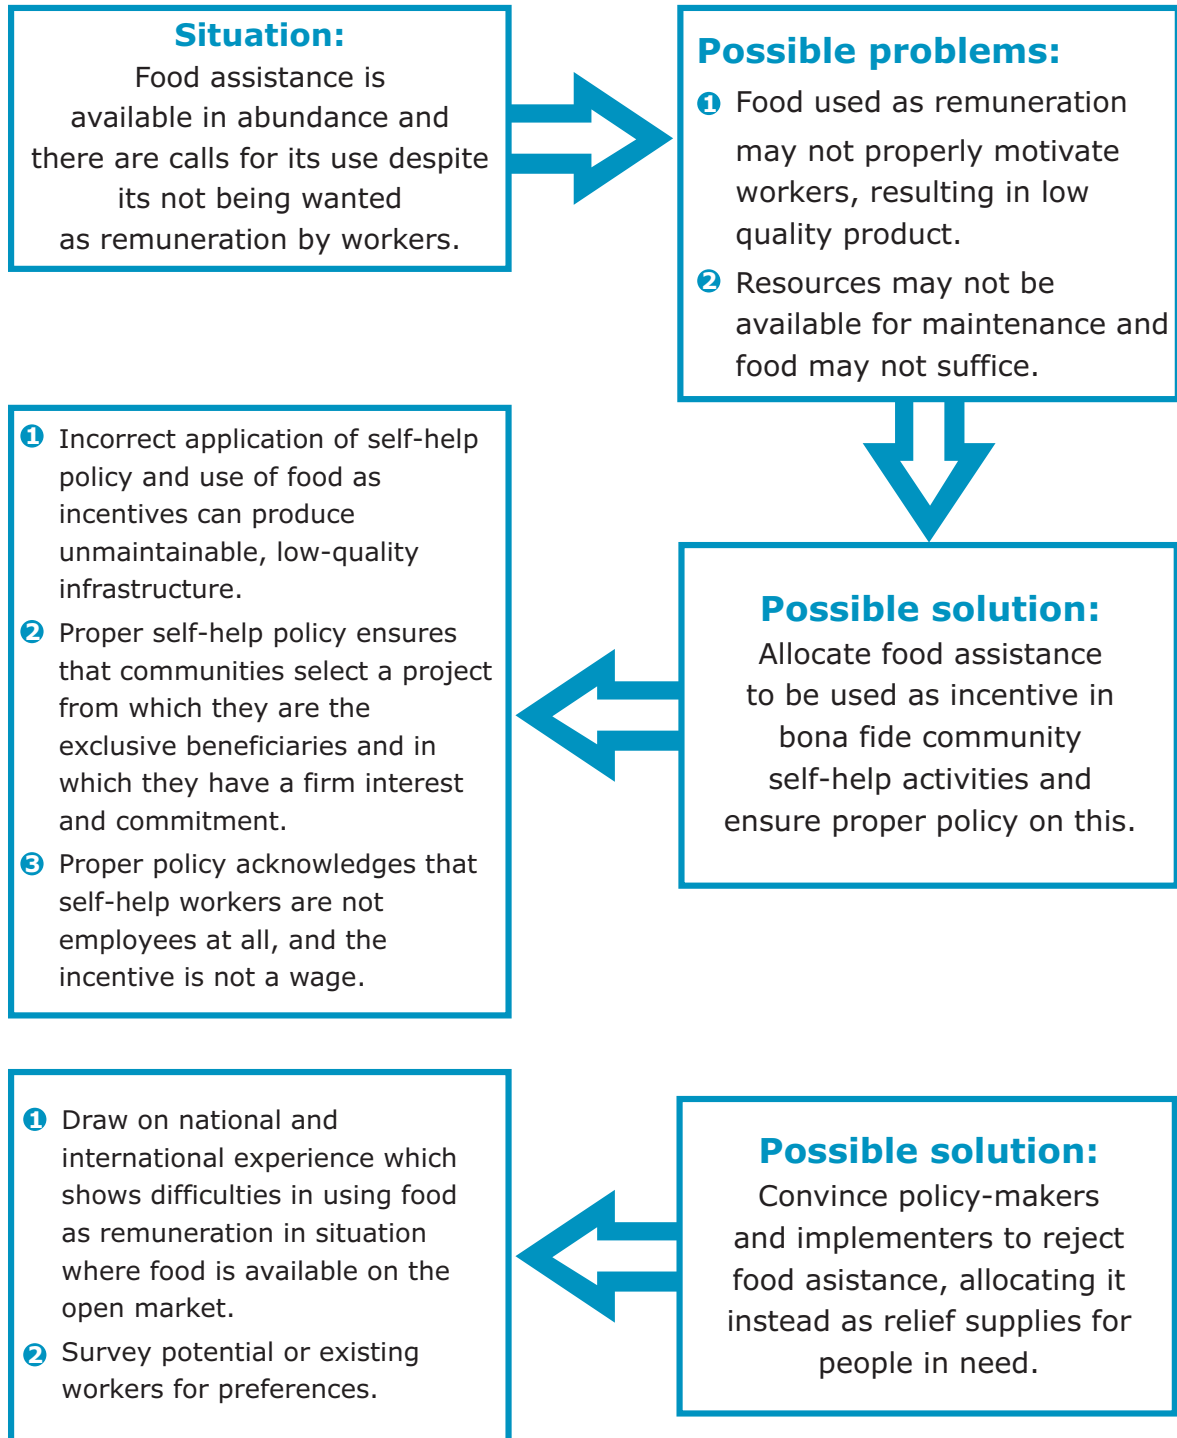 Situation:
Food assistance is
available in abundance and
there are calls for its use despite
its not being wanted
as remuneration by workers.
Possible problems:
1 Food used as remuneration
may not properly motivate
workers, resulting in low
quality product.
2 Resources may not be
available for maintenance and
food may not suffice.
Possible solution:
Allocate food assistance
to be used as incentive in
bona fide community
self-help activities and
ensure proper policy on this.
1 Incorrect application of self-help
policy and use of food as
incentives can produce
unmaintainable, low-quality
infrastructure.
2 Proper self-help policy ensures
that communities select a project
from which they are the
exclusive beneficiaries and in
which they have a firm interest
and commitment.
3 Proper policy acknowledges that
self-help workers are not
employees at all, and the
incentive is not a wage.
Possible solution:
Convince policy-makers
and implementers to reject
food asistance, allocating it
instead as relief supplies for
people in need.
1 Draw on national and
international experience which
shows difficulties in using food
as remuneration in situation
where food is available on the
open market.
2 Survey potential or existing
workers for preferences.